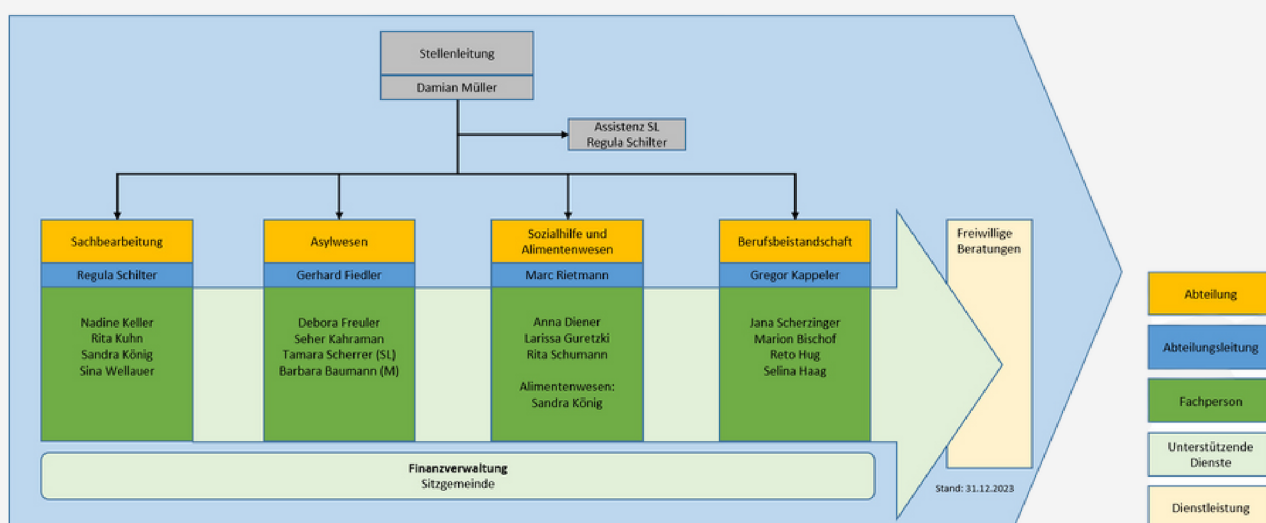 Stellenleitung
Damian Müller
Assistenz SL
Regula Schilter
Sachbearbeitung
Regula Schilter
Nadine Keller
Rita Kuhn
Sandra König
Sina Wellauer
Asylwesen
Gerhard Fiedler
Debora Freuler
Seher Kahraman
Tamara Scherrer (SL)
Barbara Baumann (M)
Sozialhilfe und
Alimentenwesen
Marc Rietmann
Anna Diener
Larissa Guretzki
Rita Schumann
Alimentenwesen:
Sandra König
Berufsbeistandschaft
Gregor Kappeler
Jana Scherzinger
Marion Bischof
Reto Hug
Selina Haag
Freiwillige
Beratungen
Finanzverwaltung
Sitzgemeinde
Stand: 31.12.2023
Abteilung
Abteilungsleitung
Fachperson
Unterstützende
Dienste
Dienstleistung